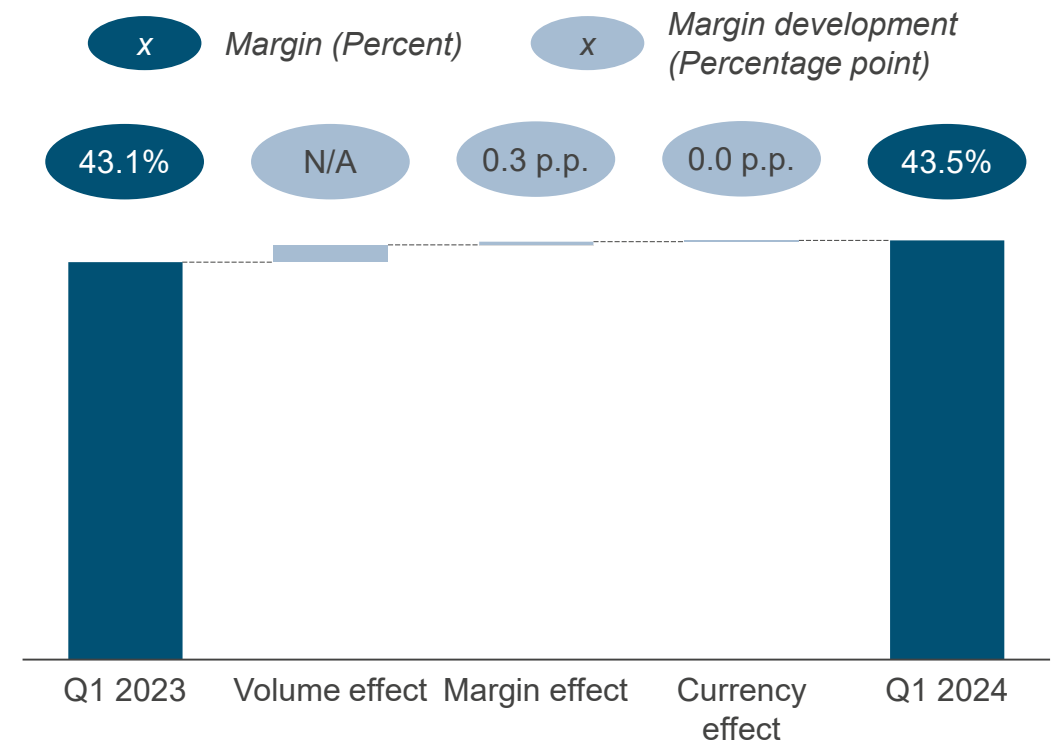 x Margin (Percent)
x Margin development
(Percentage point)
43.1% N/A 0.3 p.p. 0.0 p.p. 43.5%
Q1 2023 Volume effect Margin effect Currency
effect Q1 2024